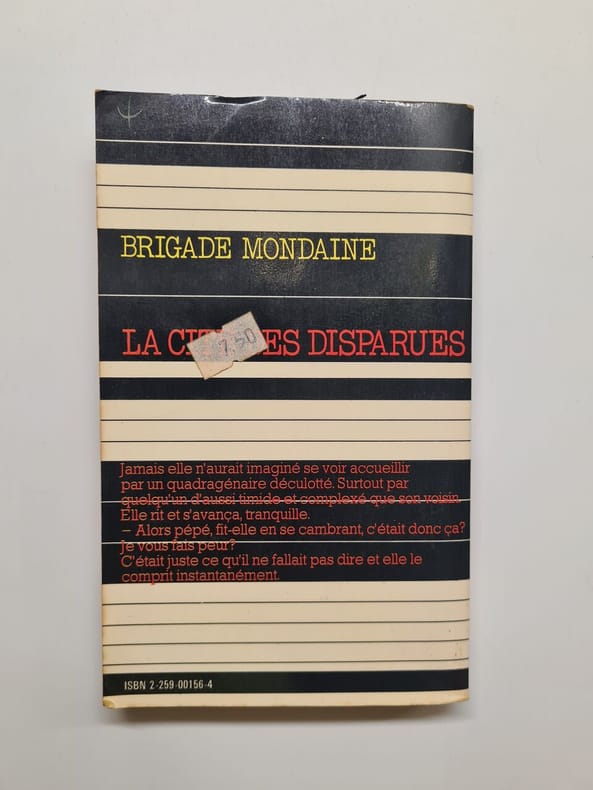 BRIGADE MONDAINE
LA ES DISPARUES
7.50
Jamais elle n'aurait imaginé se voir accueillir
par un quadragénaire déculotté. Surtout par
quelqu'un d'aussi timide et complexé que son voisin.
Elle rit et s'avança, tranquille.
— Alors pépé, fit-elle en se cambrant, c'était donc ça?
Je vous fais peur?
C'était juste ce qu'il ne fallait pas dire et elle le
comprit instantanément.
ISBN 2-259-00156-4